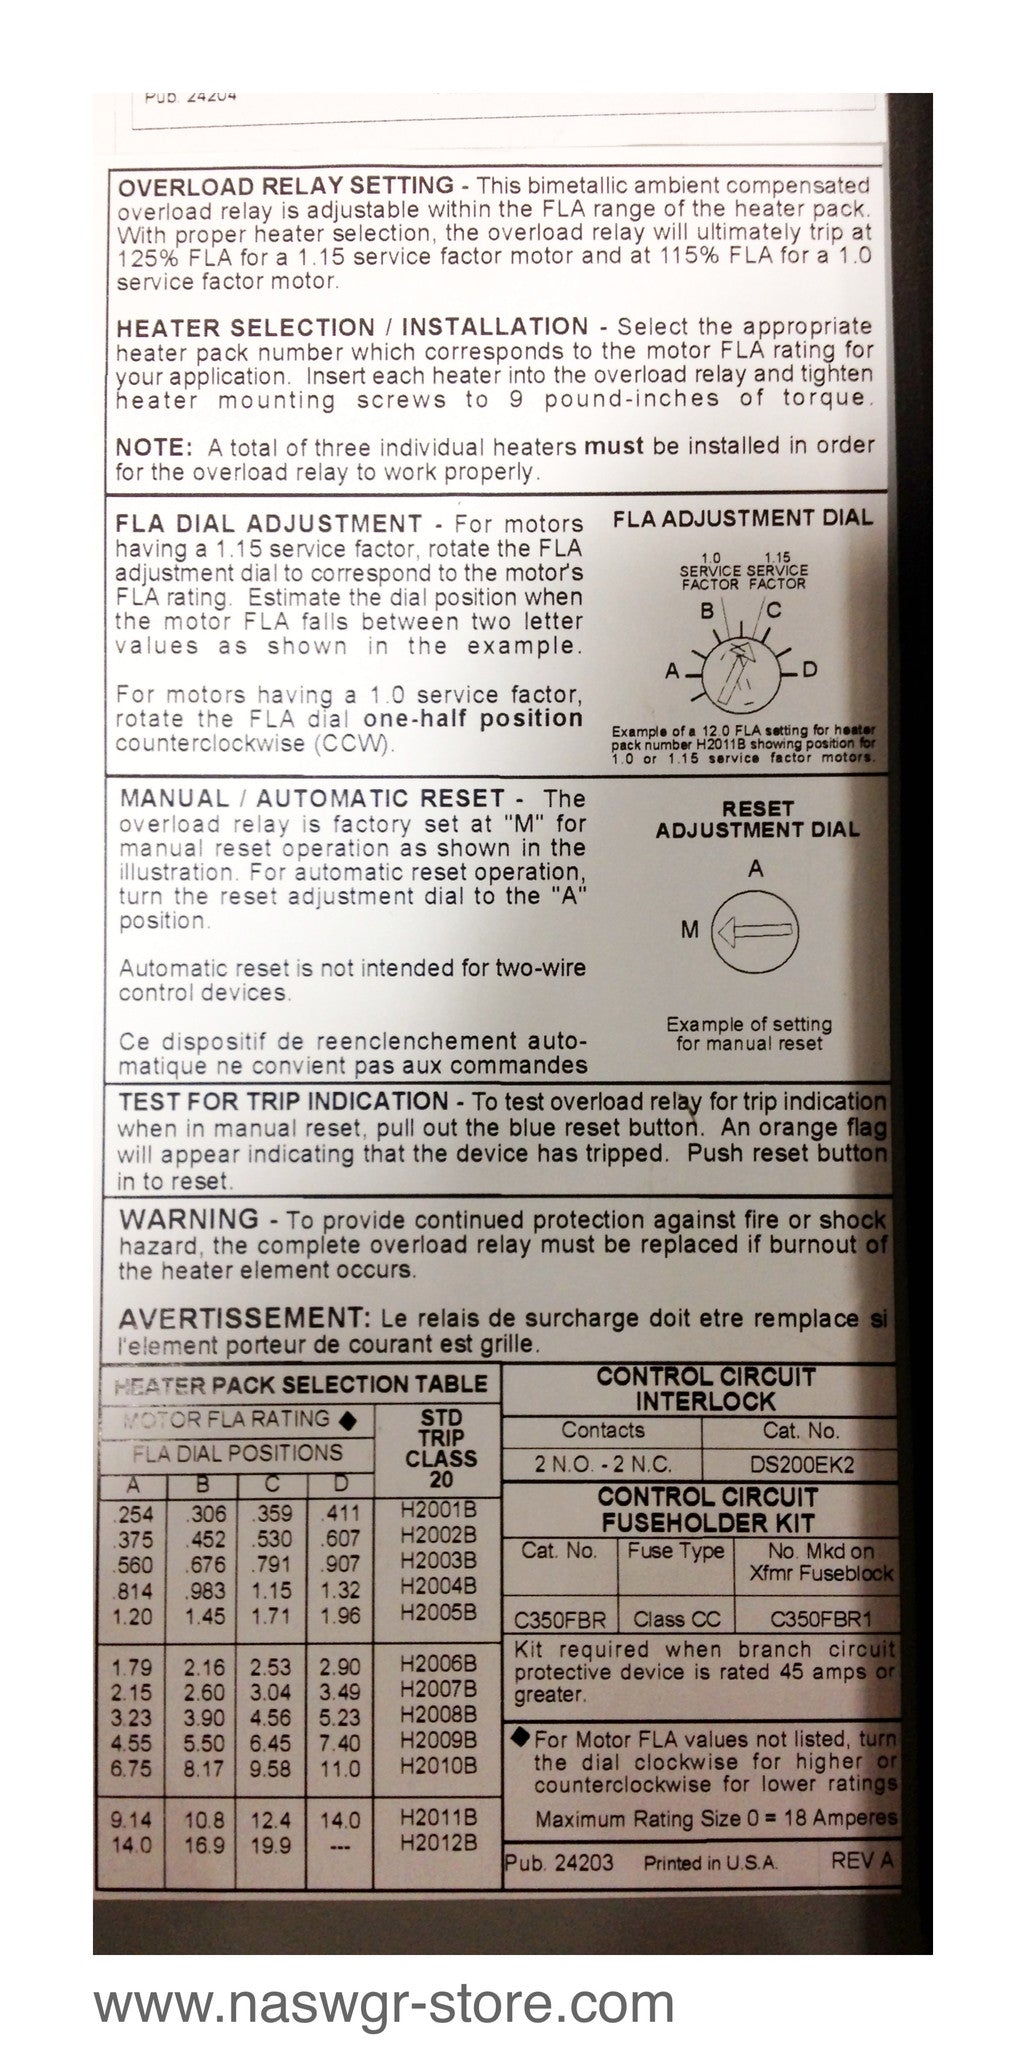 Pub. 24204
OVERLOAD RELAY SETTING - This bimetallic ambient compensated
overload relay is adjustable within the FLA range of the heater pack.
With proper heater selection, the overload relay will ultimately trip at
125% FLA for a 1.15 service factor motor and at 115% FLA for a 1.0
service factor motor.
HEATER SELECTION / INSTALLATION - Select the appropriate
heater pack number which corresponds to the motor FLA rating for
your application. Insert each heater into the overload relay and tighten
heater mounting screws to 9 pound-inches of torque.
NOTE: A total of three individual heaters must be installed in order
for the overload relay to work properly.
FLA DIAL ADJUSTMENT - For motors
having a 1.15 service factor, rotate the FLA
adjustment dial to correspond to the motor's
FLA rating. Estimate the dial position when
the motor FLA falls between two letter
values as shown in the example.
For motors having a 1.0 service factor,
rotate the FLA dial one-half position
counterclockwise (CCW).
FLA ADJUSTMENT DIAL
1.0 1.15
SERVICE SERVICE
FACTOR FACTOR
B C
A D
Example of a 12.0 FLA setting for heater
pack number H2011B showing position for
1.0 or 1.15 service factor motors.
MANUAL / AUTOMATIC RESET - The
overload relay is factory set at "M" for
manual reset operation as shown in the
illustration. For automatic reset operation,
turn the reset adjustment dial to the "A"
position.
Automatic reset is not intended for two-wire
control devices.
Ce dispositif de reenclenchement auto-
matique ne convient pas aux commandes
RESET
ADJUSTMENT DIAL
A
M
Example of setting
for manual reset
TEST FOR TRIP INDICATION - To test overload relay for trip indication
when in manual reset, pull out the blue reset button. An orange flag
will appear indicating that the device has tripped. Push reset button
in to reset.
WARNING - To provide continued protection against fire or shock
hazard, the complete overload relay must be replaced if burnout of
the heater element occurs.
AVERTISSEMENT: Le relais de surcharge doit etre remplace si
l'element porteur de courant est grille.
HEATER PACK SELECTION TABLE
MOTOR FLA RATING ◆ STD TRIP CLASS 20
FLA DIAL POSITIONS
A B C D
.254 .306 .359 .411 H2001B
.375 .452 .530 .607 H2002B
.560 .676 .791 .907 H2003B
.814 .983 1.15 1.32 H2004B
1.20 1.45 1.71 1.96 H2005B
1.79 2.16 2.53 2.90 H2006B
2.15 2.60 3.04 3.49 H2007B
3.23 3.90 4.56 5.23 H2008B
4.55 5.50 6.45 7.40 H2009B
6.75 8.17 9.58 11.0 H2010B
9.14 10.8 12.4 14.0 H2011B
14.0 16.9 19.9 --- H2012B
CONTROL CIRCUIT
INTERLOCK
Contacts Cat. No.
2 N.O. - 2 N.C. DS200EK2
CONTROL CIRCUIT
FUSEHOLDER KIT
Cat. No. Fuse Type No. Mkd on
Xfmr Fuseblock
C350FBR Class CC C350FBR1
Kit required when branch circuit
protective device is rated 45 amps or
greater.
◆ For Motor FLA values not listed, turn
the dial clockwise for higher or
counterclockwise for lower ratings
Maximum Rating Size 0 = 18 Amperes
Pub. 24203 Printed in U.S.A. REV A
www.naswgr-store.com